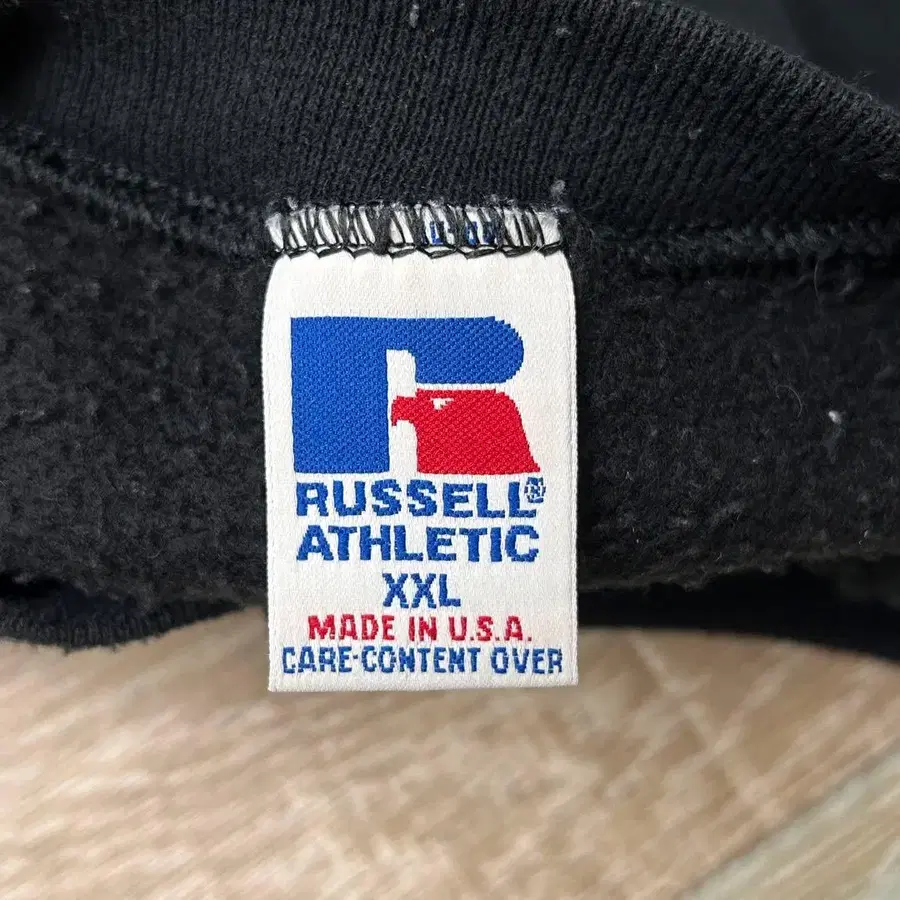 RUSSELL®
ATHLETIC
XXL
MADE IN U.S.A.
CARE-CONTENT OVER